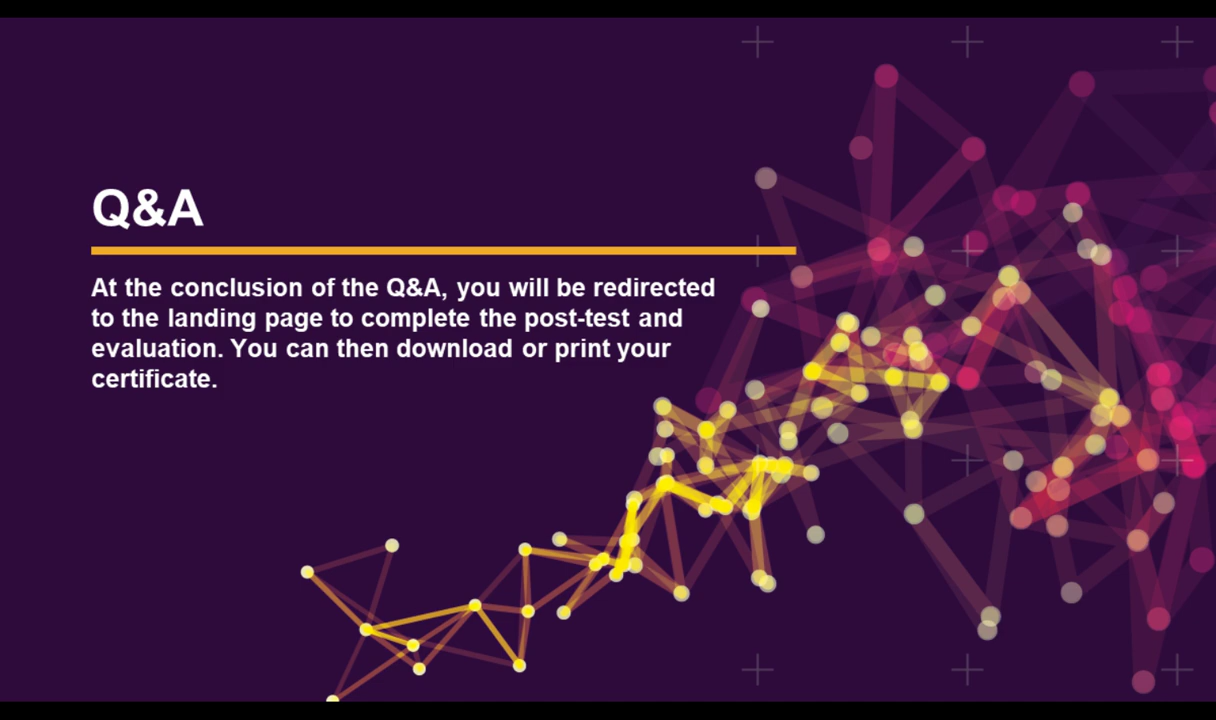 Q&A
At the conclusion of the Q&A, you will be redirected
to the landing page to complete the post-test and
evaluation. You can then download or print your
certificate.